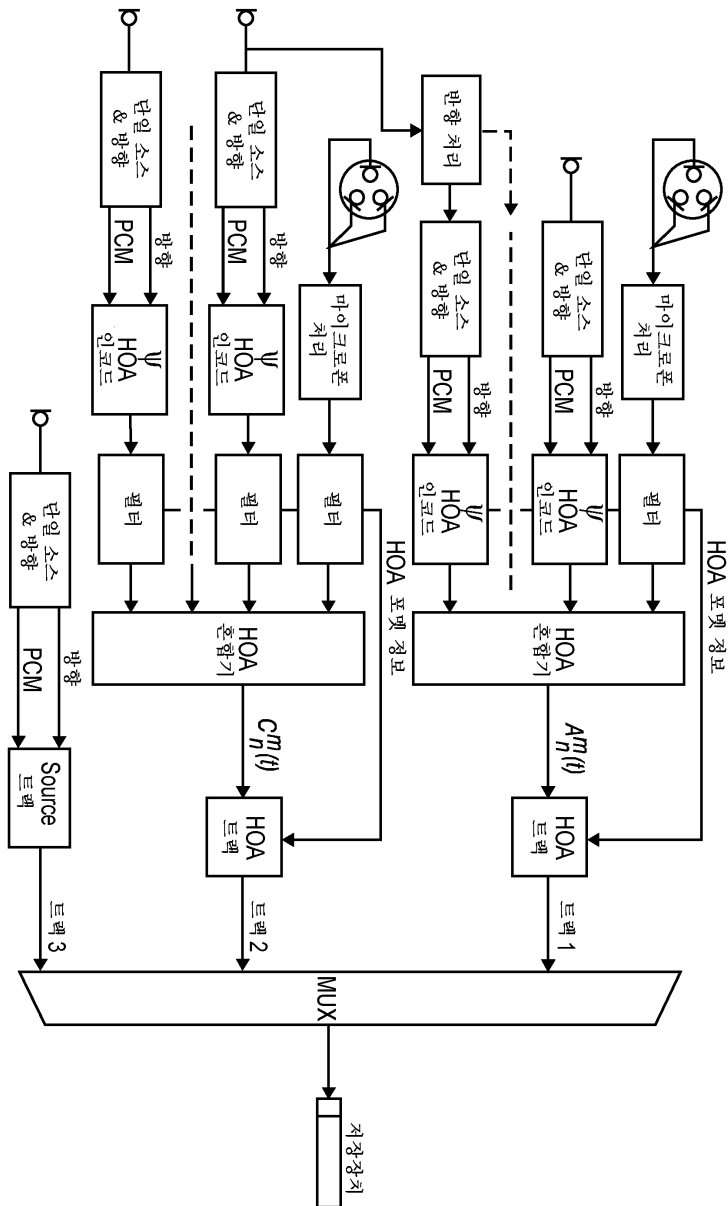 HOA 포멧 정보
마이크로폰
처리
필터
단일 소스
& 방향
방향
PCM
Ψ
HOA
인코드
HOA
혼합기
A_n^m(t)
HOA
트랙
트랙 1
반향 처리
단일 소스
& 방향
방향
PCM
Ψ
HOA
인코드
HOA 포멧 정보
마이크로폰
처리
필터
단일 소스
& 방향
방향
PCM
Ψ
HOA
인코드
필터
HOA
혼합기
C_n^m(t)
HOA
트랙
트랙 2
MUX
저장장치
단일 소스
& 방향
방향
PCM
Ψ
HOA
인코드
필터
단일 소스
& 방향
방향
PCM
Source
트랙
트랙 3